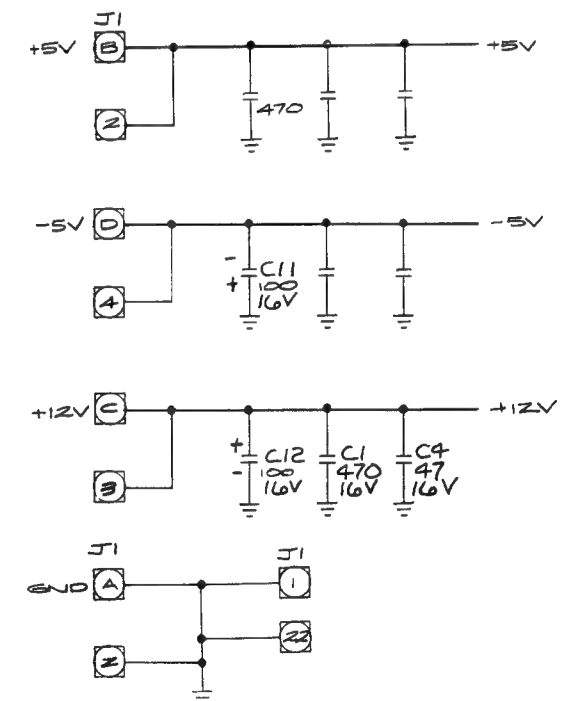 J1
+5V B +5V
2
470
-5V D -5V
4
- C11
+ 100
16V
+12V C +12V
3
+ C12 C1 C4
- 100 470 47
16V 16V 16V
J1 J1
GND A 1
22
Z